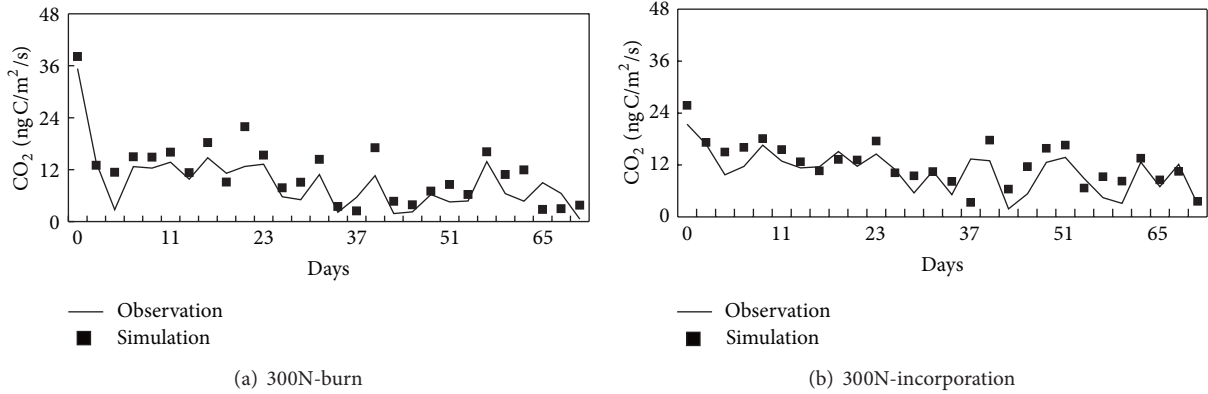 48
36
24
12
0
CO₂ (ng C/m²/s)
0 11 23 37 51 65
Days
Observation
Simulation
(a) 300N-burn
48
36
24
12
0
CO₂ (ng C/m²/s)
0 11 23 37 51 65
Days
Observation
Simulation
(b) 300N-incorporation